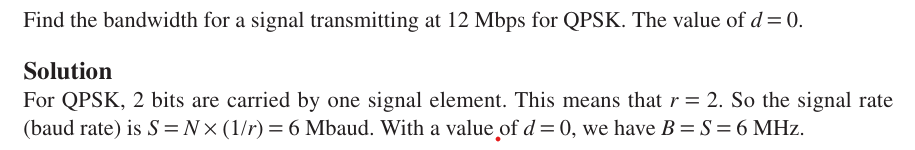 Find the bandwidth for a signal transmitting at 12 Mbps for QPSK. The value of d = 0.
Solution
For QPSK, 2 bits are carried by one signal element. This means that r = 2. So the signal rate
(baud rate) is S = N × (1/r) = 6 Mbaud. With a value of d = 0, we have B = S = 6 MHz.